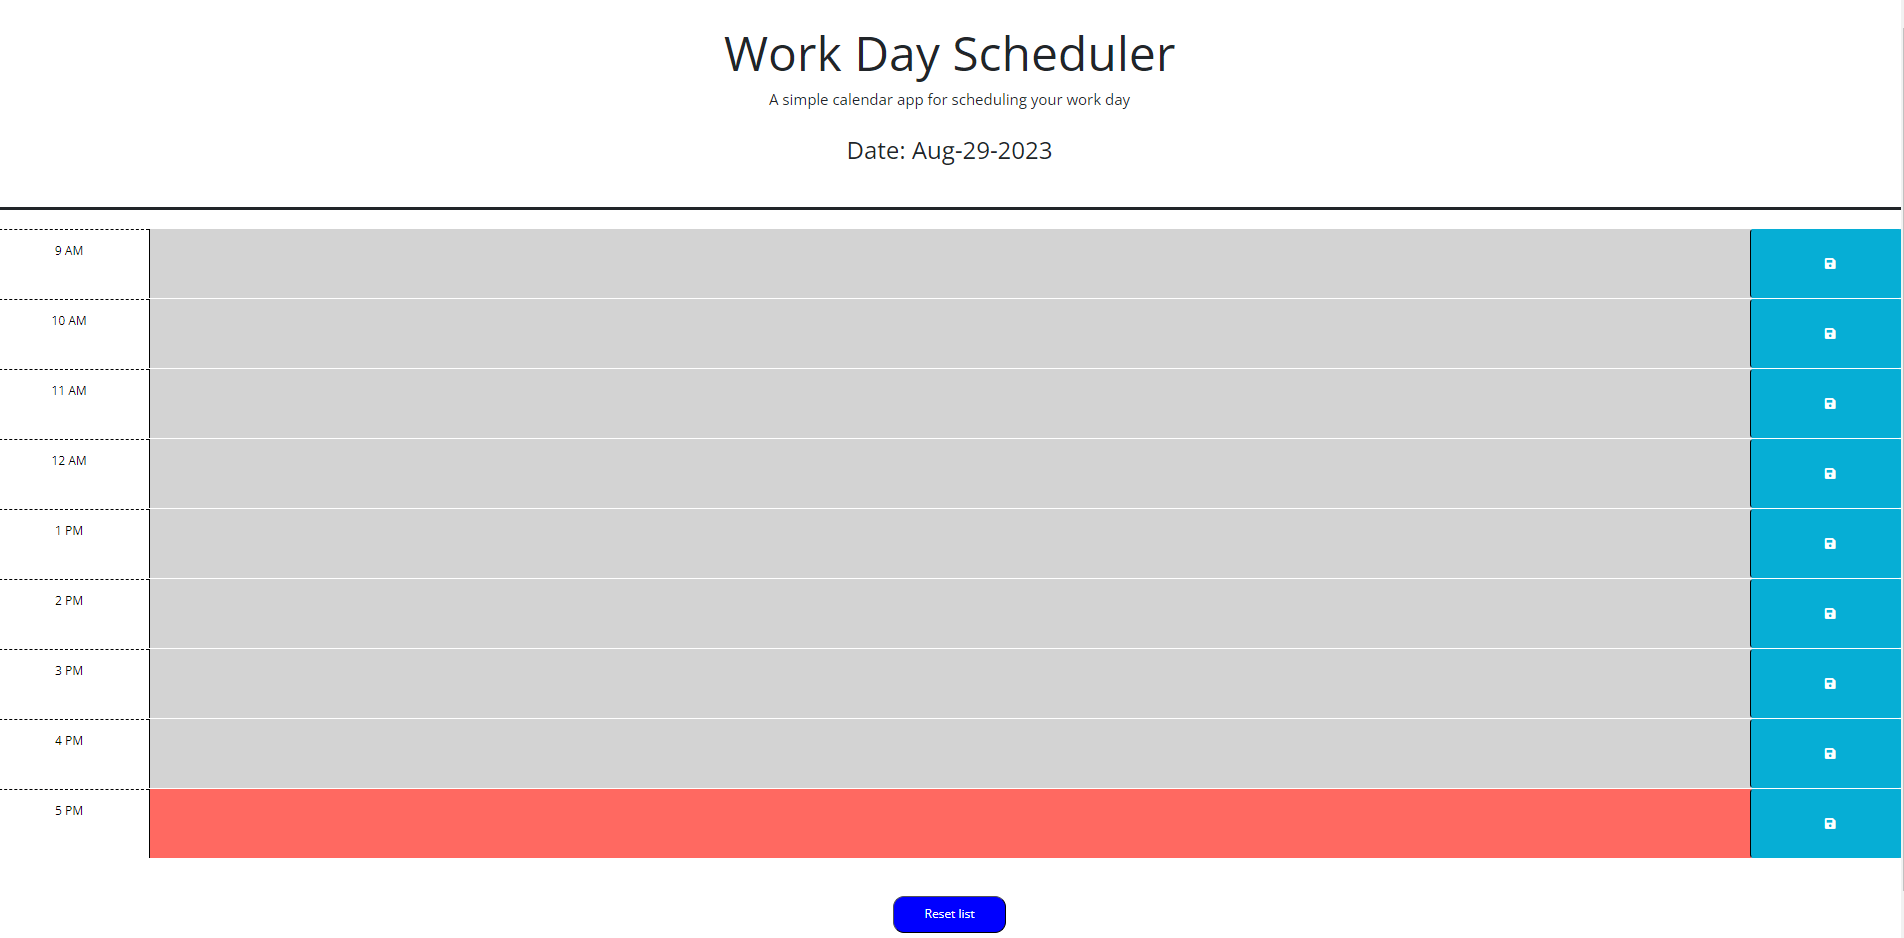 Work Day Scheduler
A simple calendar app for scheduling your work day
Date: Aug-29-2023
9 AM
10 AM
11 AM
12 AM
1 PM
2 PM
3 PM
4 PM
5 PM
Reset list